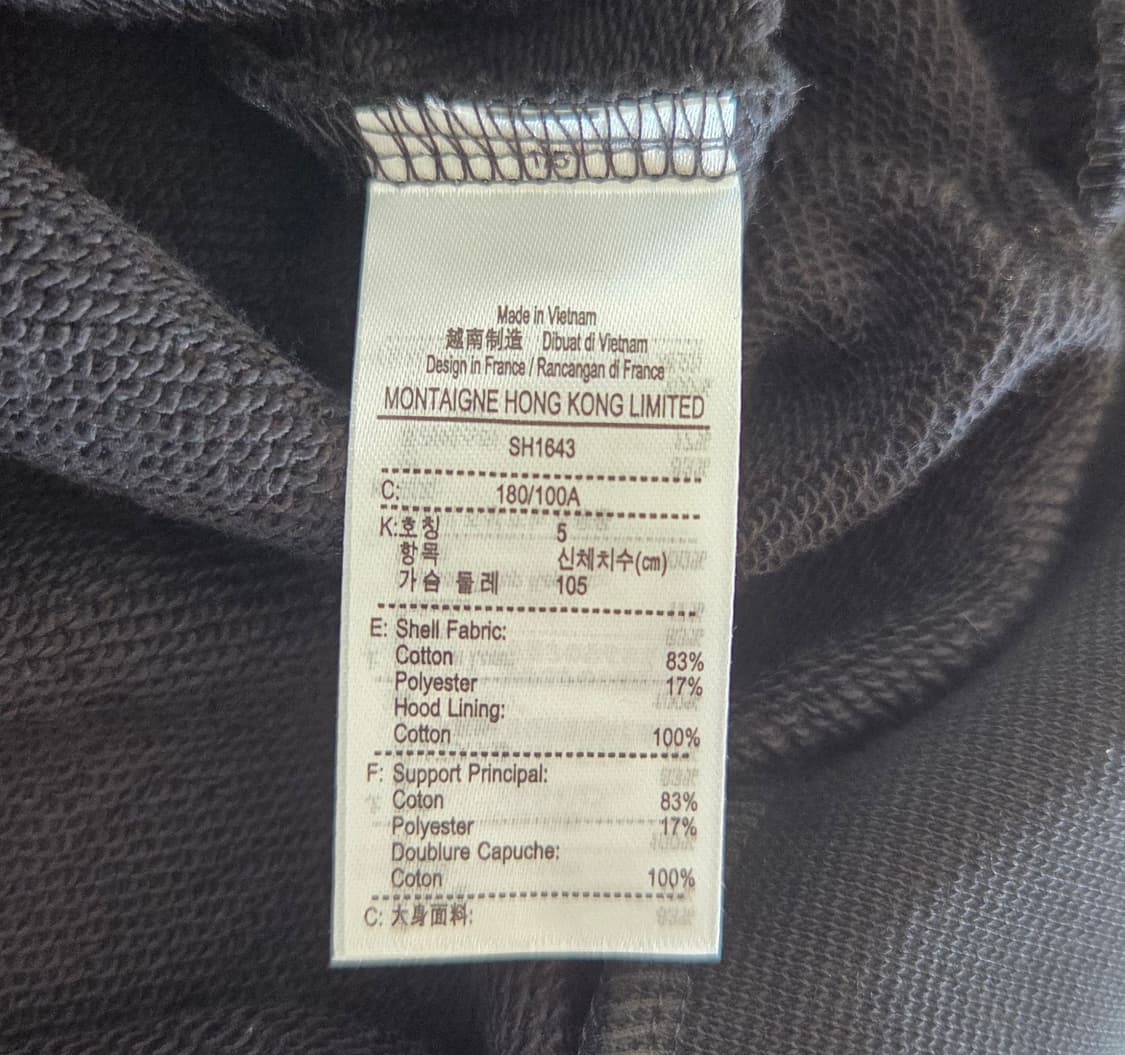 Made in Vietnam
越南制造 Dibuat di Vietnam
Design in France / Rancangan di France
MONTAIGNE HONG KONG LIMITED
SH1643
C: 180/100A
K:호칭 5
항목 신체치수(cm)
가슴 둘레 105
E: Shell Fabric:
Cotton 83%
Polyester 17%
Hood Lining:
Cotton 100%
F: Support Principal:
Coton 83%
Polyester 17%
Doublure Capuche:
Coton 100%
C: 大身面料: